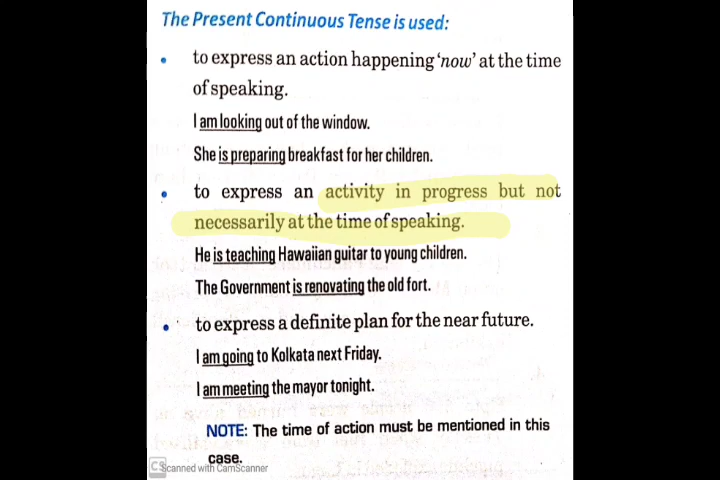 The Present Continuous Tense is used:
• to express an action happening ‘now’ at the time
of speaking.
I am looking out of the window.
She is preparing breakfast for her children.
• to express an activity in progress but not
necessarily at the time of speaking.
He is teaching Hawaiian guitar to young children.
The Government is renovating the old fort.
• to express a definite plan for the near future.
I am going to Kolkata next Friday.
I am meeting the mayor tonight.
NOTE: The time of action must be mentioned in this
case.
CS Scanned with CamScanner